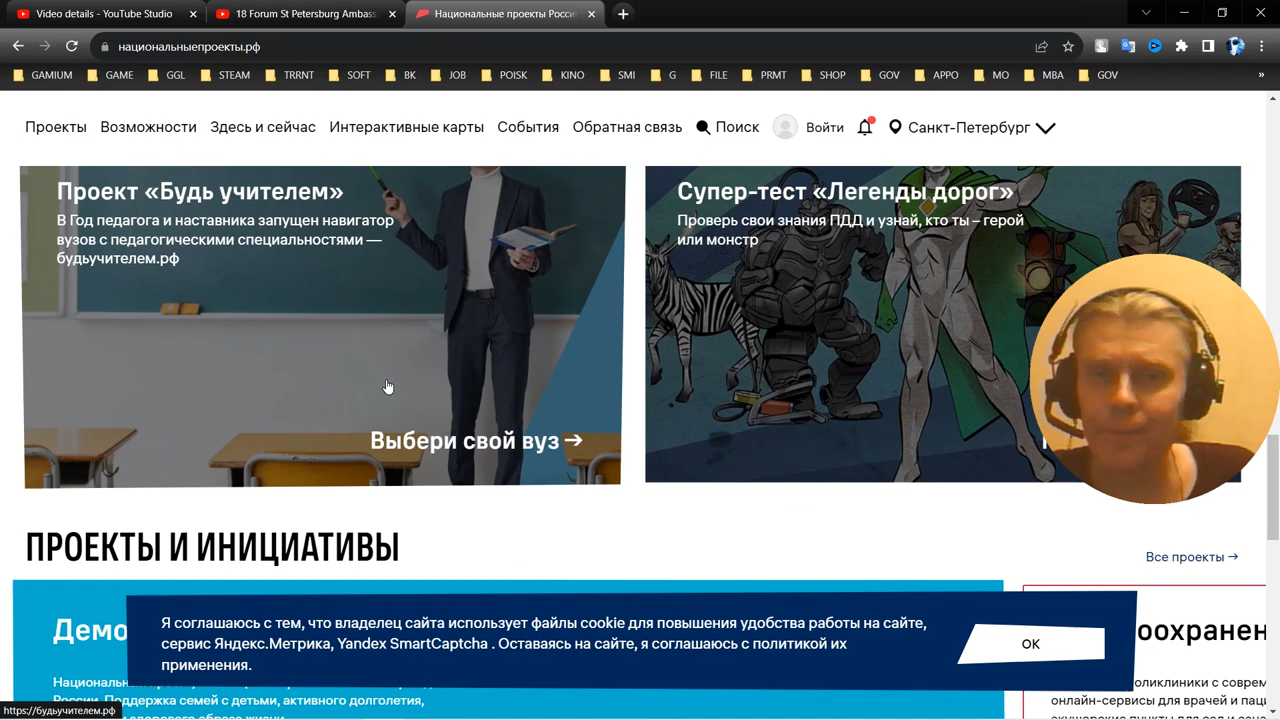 Video details - YouTube Studio
18 Forum St Petersburg Ambass
Национальные проекты Росси
национальныепроекты.рф
GAMIUM GAME GGL STEAM TRRNT SOFT BK JOB POISK KINO SMI G FILE PRMT SHOP GOV APPO MO MBA GOV »
Проекты Возможности Здесь и сейчас Интерактивные карты События Обратная связь Поиск Войти Санкт-Петербург
Проект «Будь учителем»
В Год педагога и наставника запущен навигатор
вузов с педагогическими специальностями —
будьучителем.рф
Выбери свой вуз →
Супер-тест «Легенды дорог»
Проверь свои знания ПДД и узнай, кто ты – герой
или монстр
ПРОЕКТЫ И ИНИЦИАТИВЫ
Все проекты →
Демо
оохранен
Я соглашаюсь с тем, что владелец сайта использует файлы cookie для повышения удобства работы на сайте,
сервис Яндекс.Метрика, Yandex SmartCaptcha . Оставаясь на сайте, я соглашаюсь с политикой их
применения.
OK
Националь
России. Поддержка семей с детьми, активного долголетия,
оликлиники с соврем
онлайн-сервисы для врачей и паци
https://будьучителем.рф